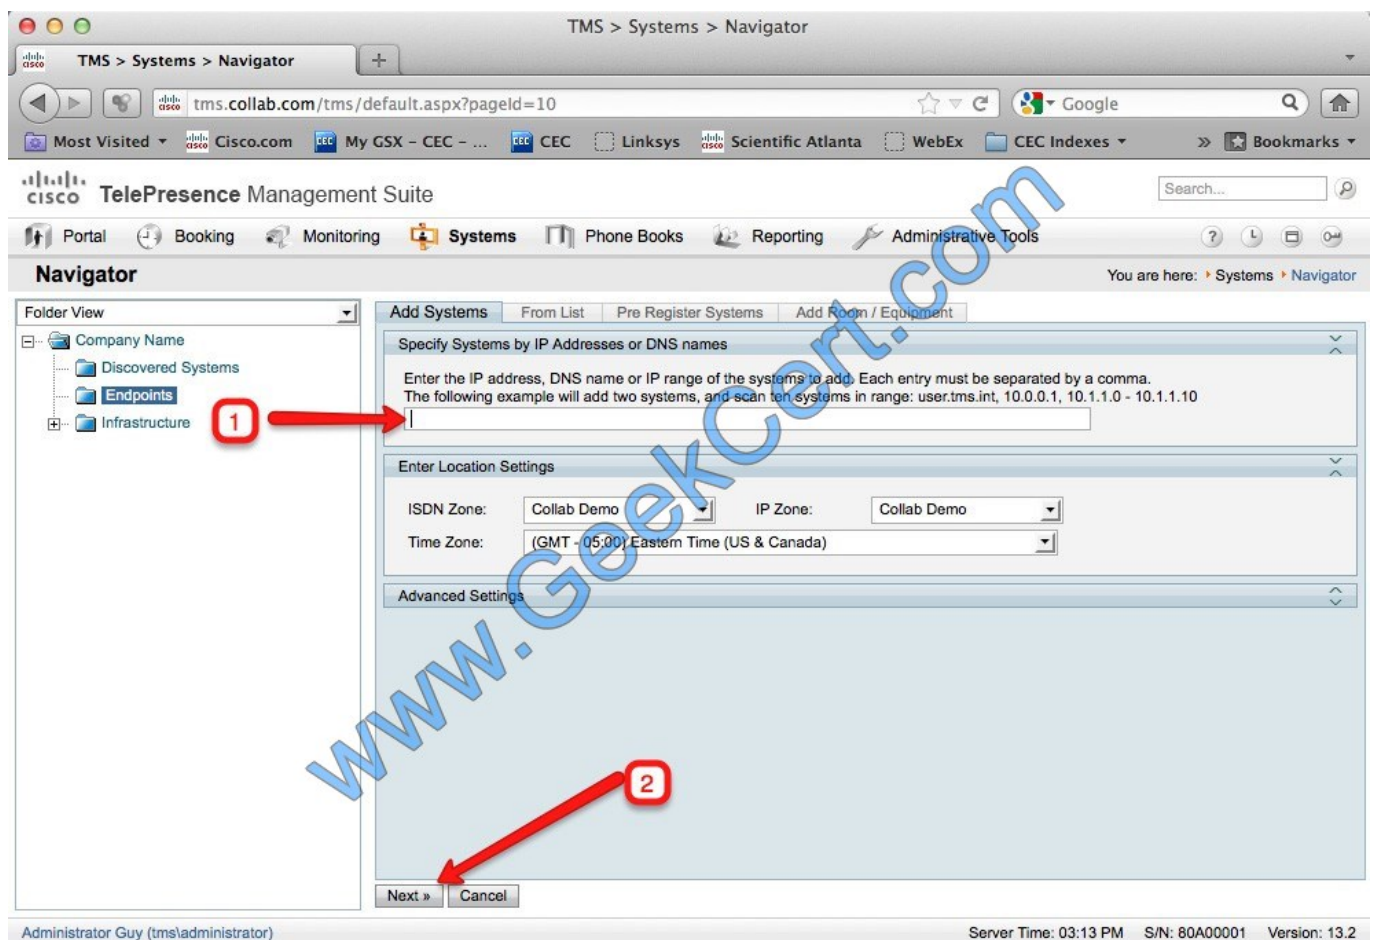 TMS > Systems > Navigator
CISCO TMS > Systems > Navigator +
CISCO tms.collab.com/tms/default.aspx?pageId=10 Google
Most Visited CISCO Cisco.com CEC My GSX – CEC – ... CEC CEC Linksys CISCO Scientific Atlanta WebEx CEC Indexes » Bookmarks
CISCO TelePresence Management Suite Search...
Portal Booking Monitoring Systems Phone Books Reporting Administrative Tools ?
Navigator You are here: Systems Navigator
Folder View
Company Name
Discovered Systems
Endpoints
Infrastructure
1
Add Systems From List Pre Register Systems Add Room / Equipment
Specify Systems by IP Addresses or DNS names
Enter the IP address, DNS name or IP range of the systems to add. Each entry must be separated by a comma.
The following example will add two systems, and scan ten systems in range: user.tms.int, 10.0.0.1, 10.1.1.0 - 10.1.1.10
Enter Location Settings
ISDN Zone: Collab Demo IP Zone: Collab Demo
Time Zone: (GMT - 05:00) Eastern Time (US & Canada)
Advanced Settings
www.GeekCert.com
2
Next » Cancel
Administrator Guy (tms\administrator) Server Time: 03:13 PM S/N: 80A00001 Version: 13.2